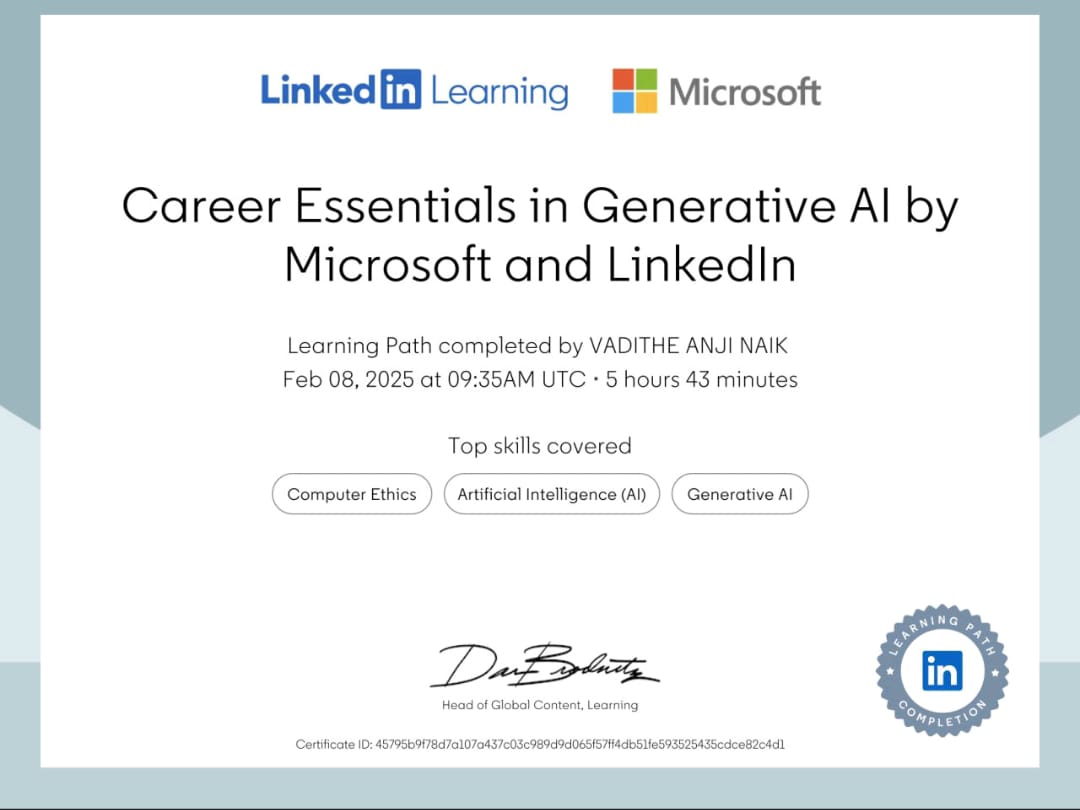 Linked in Learning Microsoft
Career Essentials in Generative AI by
Microsoft and LinkedIn
Learning Path completed by VADITHE ANJI NAIK
Feb 08, 2025 at 09:35AM UTC • 5 hours 43 minutes
Top skills covered
Computer Ethics Artificial Intelligence (AI) Generative AI
Dan Brodnitz
Head of Global Content, Learning
Certificate ID: 45795b9f78d7a107a437c03c989d9d065f57ff4db51fe593525435cdce82c4d1
LEARNING PATH
in
COMPLETION